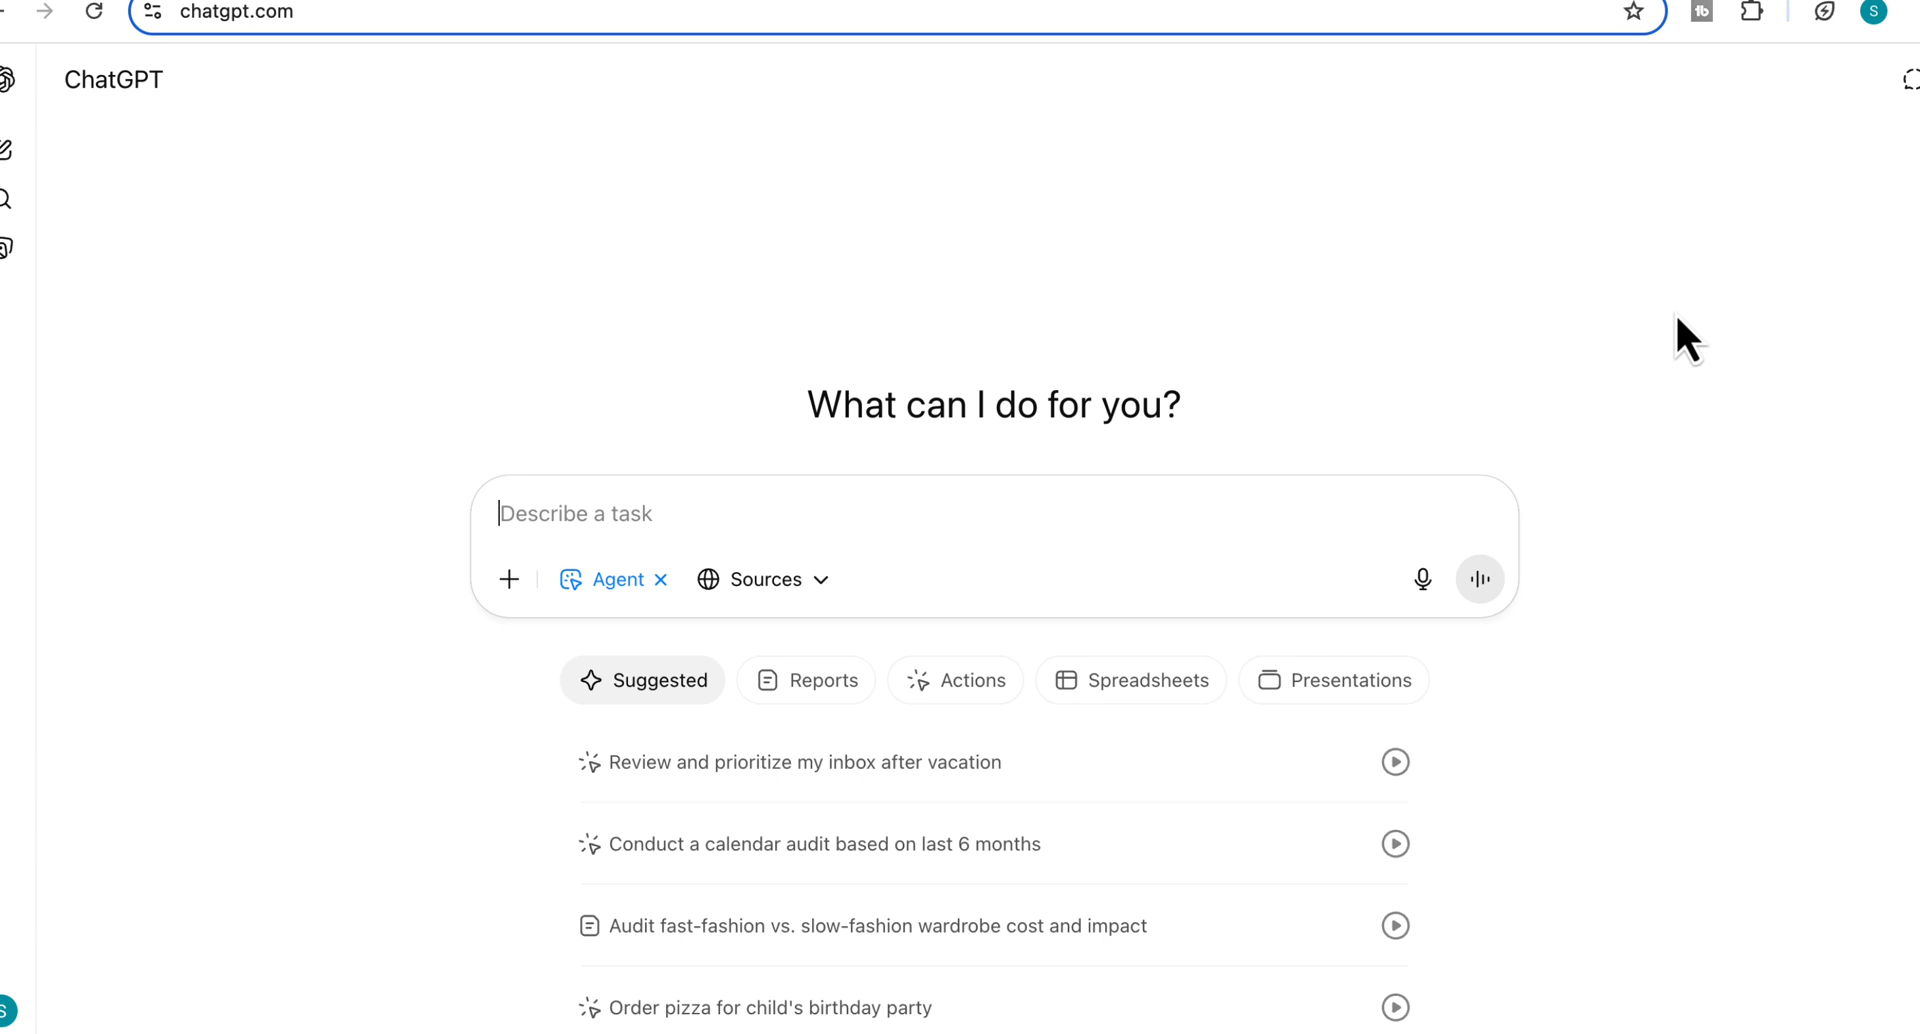 chatgpt.com
S
ChatGPT
What can I do for you?
Describe a task
Agent
Sources
Suggested
Reports
Actions
Spreadsheets
Presentations
Review and prioritize my inbox after vacation
Conduct a calendar audit based on last 6 months
Audit fast-fashion vs. slow-fashion wardrobe cost and impact
Order pizza for child's birthday party
S